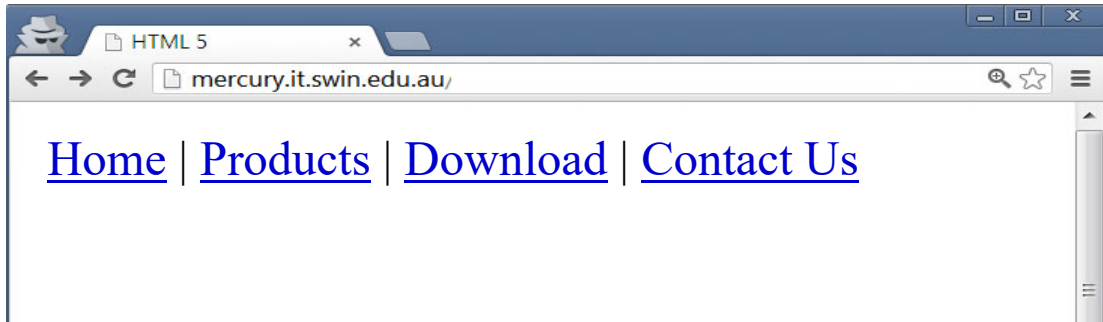 HTML 5
mercury.it.swin.edu.au/
Home | Products | Download | Contact Us